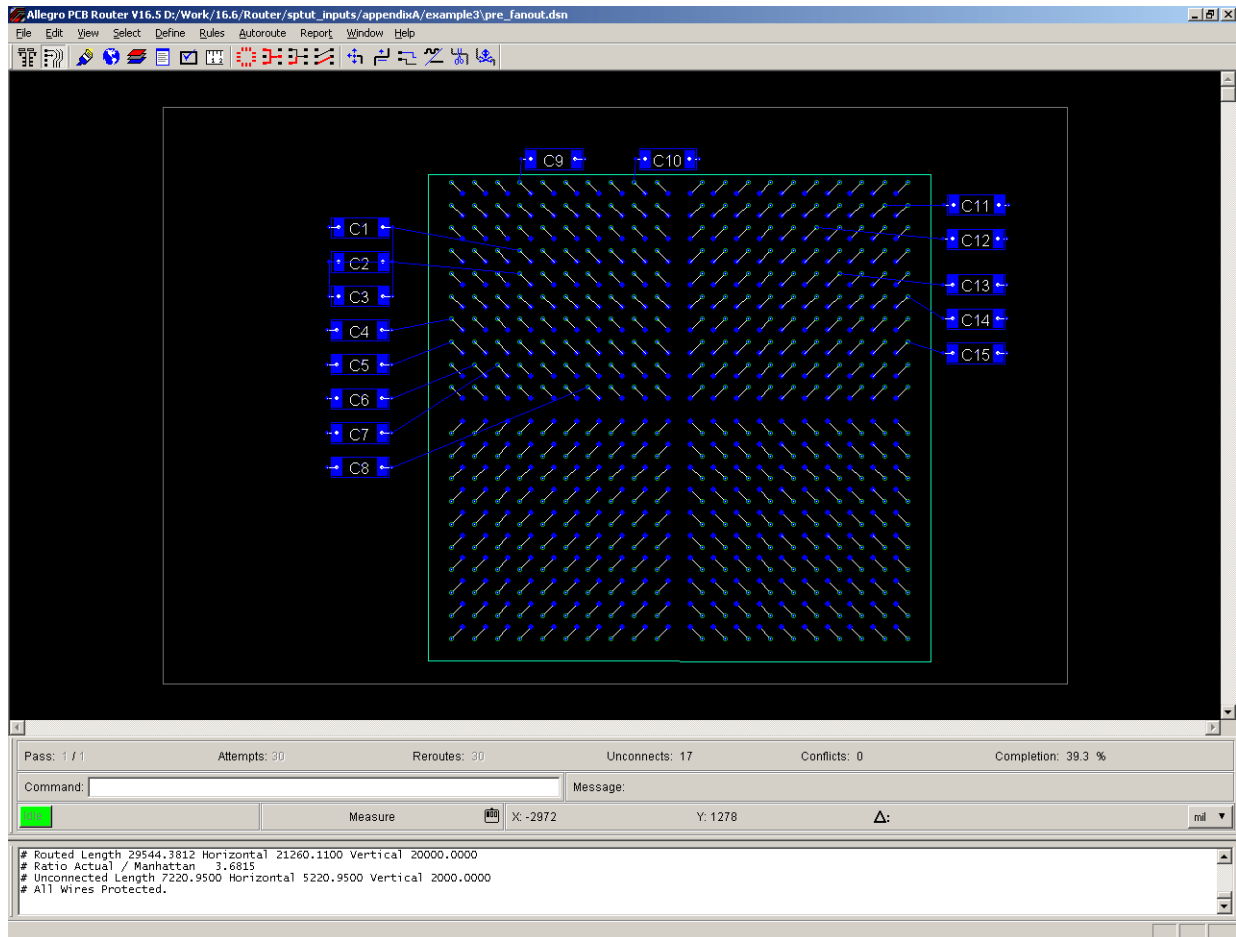 Allegro PCB Router V16.5 D:/Work/16.6/Router/sptut_inputs/appendixA/example3\pre_fanout.dsn
File Edit View Select Define Rules Autoroute Report Window Help
C9 C10
C11
C1
C12
C2
C13
C3
C14
C4
C15
C5
C6
C7
C8
Pass: 1 / 1 Attempts: 30 Reroutes: 30 Unconnects: 17 Conflicts: 0 Completion: 39.3 %
Command: Message:
Idle Measure X: -2972 Y: 1278 Δ: mil
# Routed Length 29544.3812 Horizontal 21260.1100 Vertical 20000.0000
# Ratio Actual / Manhattan 3.6815
# Unconnected Length 7220.9500 Horizontal 5220.9500 Vertical 2000.0000
# All Wires Protected.